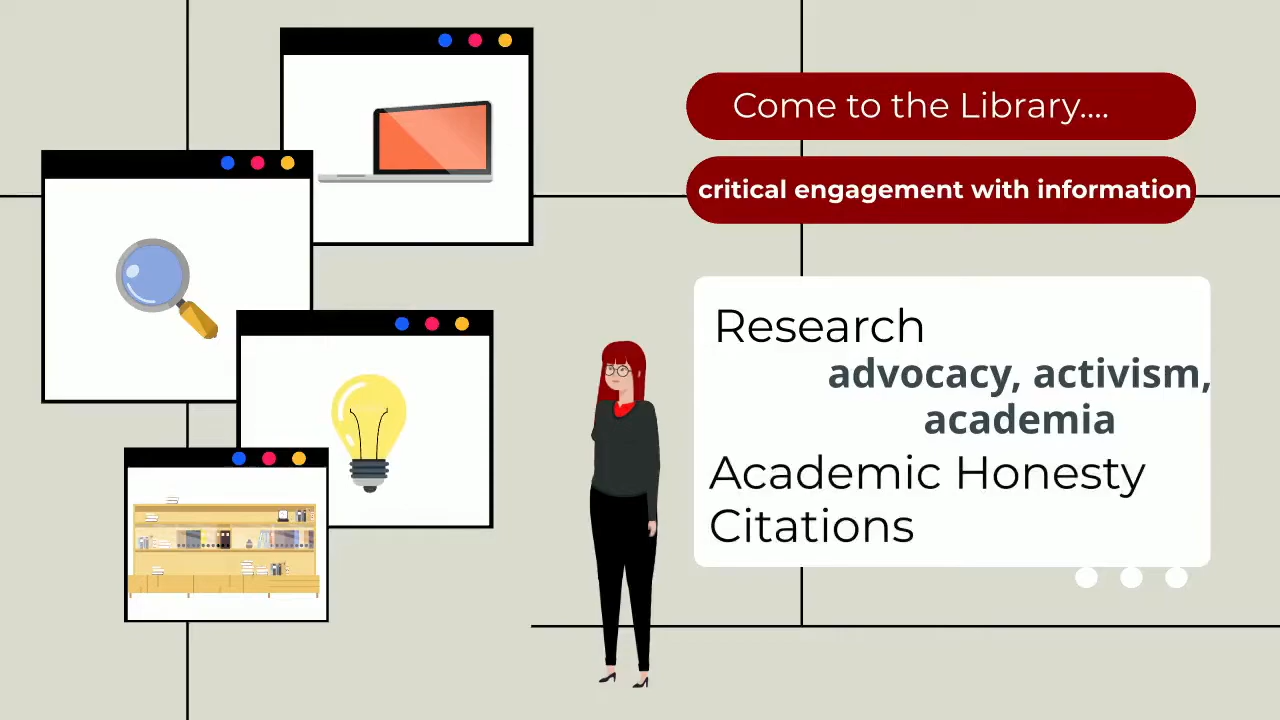 Come to the Library....
critical engagement with information
Research
advocacy, activism,
academia
Academic Honesty
Citations